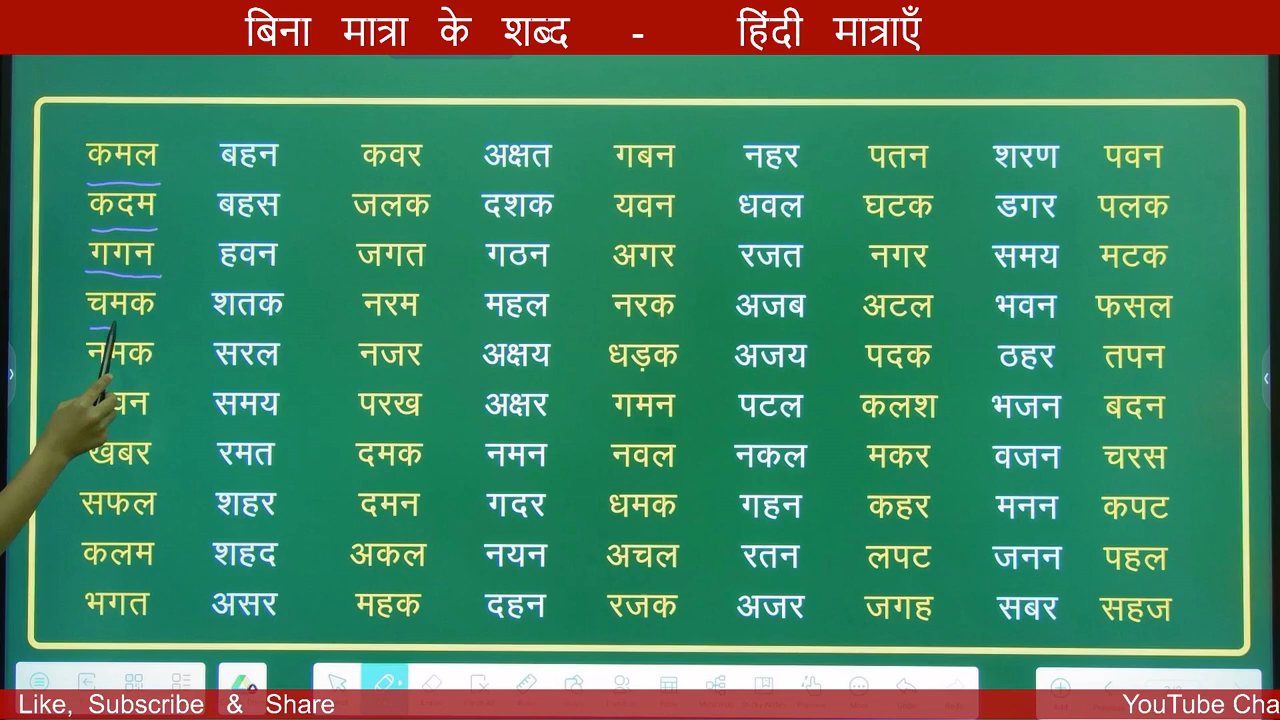 बिना मात्रा के शब्द - हिंदी मात्राएँ
कमल बहन कवर अक्षत गबन नहर पतन शरण पवन
कदम बहस जलक दशक यवन धवल घटक डगर पलक
गगन हवन जगत गठन अगर रजत नगर समय मटक
चमक शतक नरम महल नरक अजब अटल भवन फसल
नमक सरल नजर अक्षय धड़क अजय पदक ठहर तपन
समय परख अक्षर गमन पटल कलश भजन बदन
खबर रमत दमक नमन नवल नकल मकर वजन चरस
सफल शहर दमन गदर धमक गहन कहर मनन कपट
कलम शहद अकल नयन अचल रतन लपट जनन पहल
भगत असर महक दहन रजक अजर जगह सबर सहज
Like, Subscribe & Share YouTube Cha